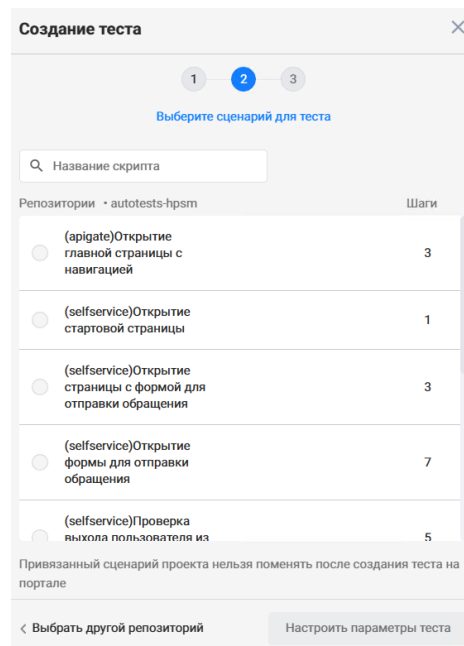 Создание теста
1 2 3
Выберите сценарий для теста
Название скрипта
Репозитории • autotests-hpsm Шаги
(apigate)Открытие
главной страницы с 3
навигацией
(selfservice)Открытие
стартовой страницы 1
(selfservice)Открытие
страницы с формой для 3
отправки обращения
(selfservice)Открытие
формы для отправки 7
обращения
(selfservice)Проверка
выхода пользователя из 5
Привязанный сценарий проекта нельзя поменять после создания теста на
портале
Выбрать другой репозиторий Настроить параметры теста